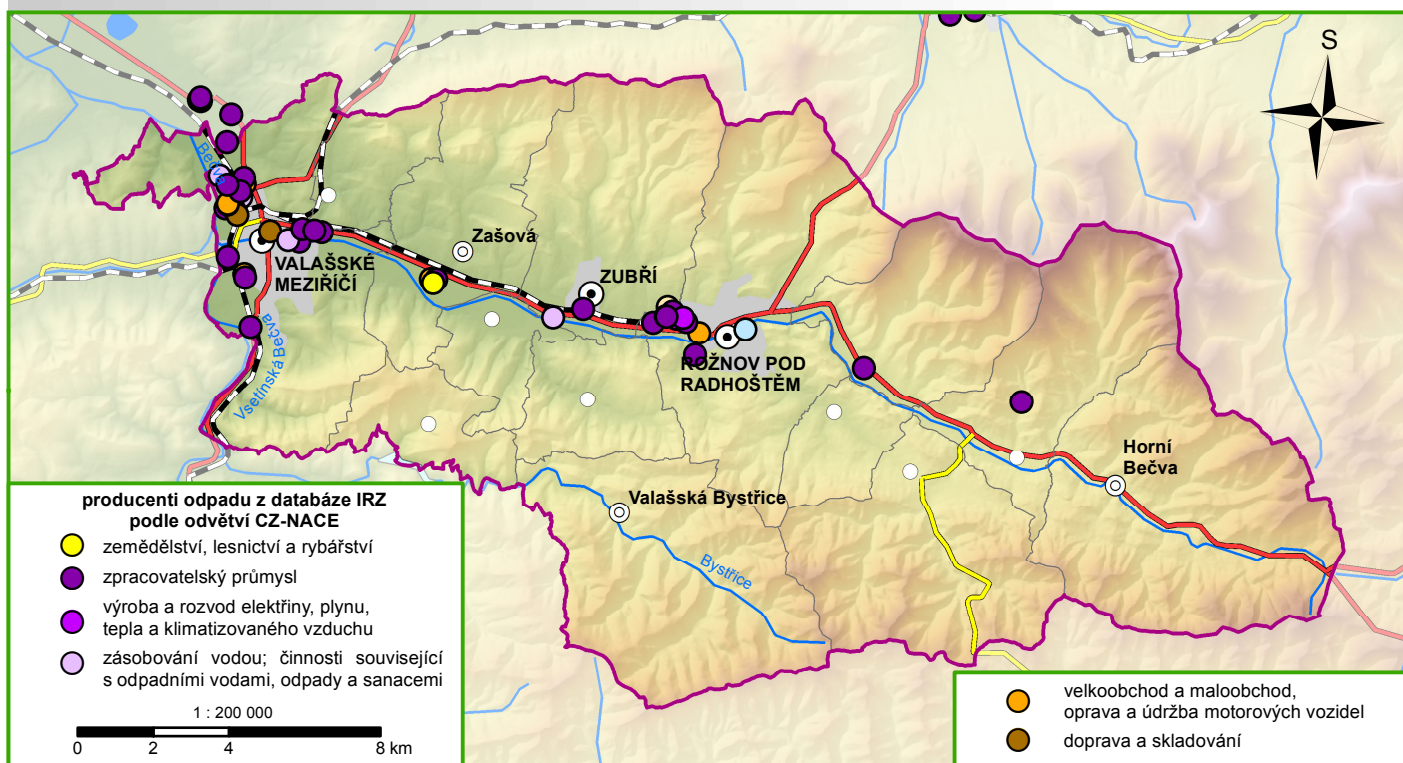 S
Bečva
Zašová
VALAŠSKÉ
MEZIŘÍČÍ
ZUBŘÍ
ROŽNOV POD
RADHOŠTĚM
Vsetínská Bečva
Horní
Bečva
Valašská Bystřice
Bystřice
producenti odpadu z databáze IRZ
podle odvětví CZ-NACE
zemědělství, lesnictví a rybářství
zpracovatelský průmysl
výroba a rozvod elektřiny, plynu,
tepla a klimatizovaného vzduchu
zásobování vodou; činnosti související
s odpadními vodami, odpady a sanacemi
1 : 200 000
0 2 4 8 km
velkoobchod a maloobchod,
oprava a údržba motorových vozidel
doprava a skladování